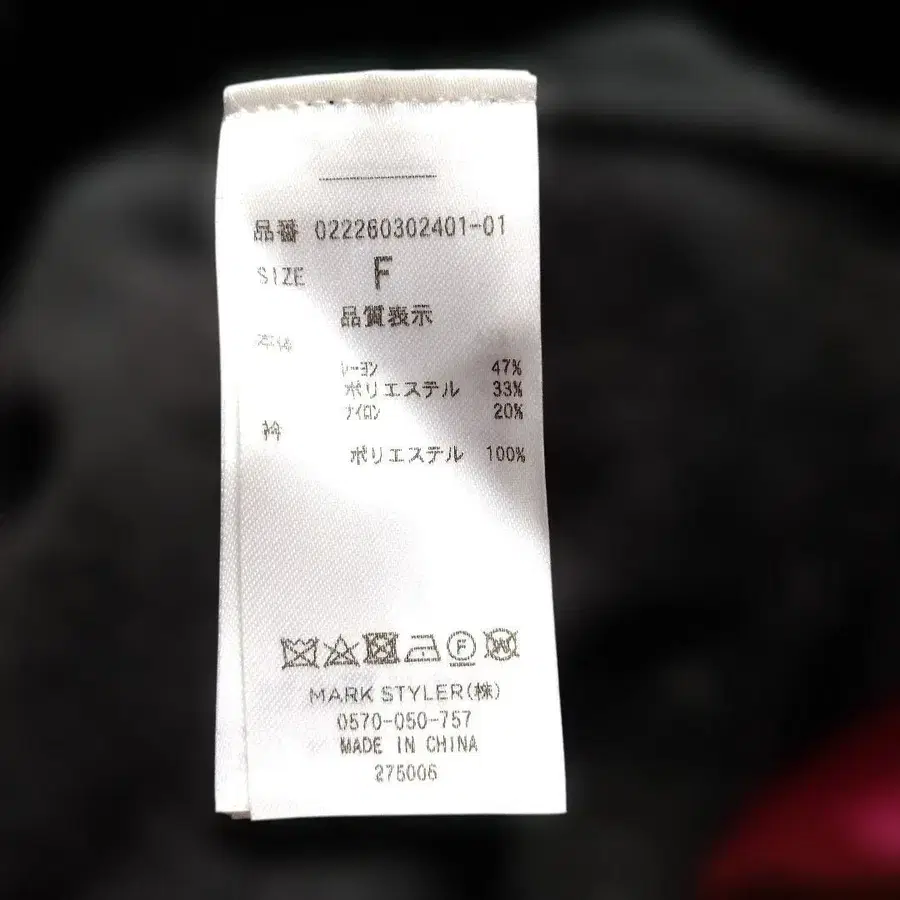 品番 022260302401-01
SIZE F
品質表示
本体
レーヨン 47%
ポリエステル 33%
ナイロン 20%
衿
ポリエステル 100%
F W
MARK STYLER(株)
0570-050-757
MADE IN CHINA
275006